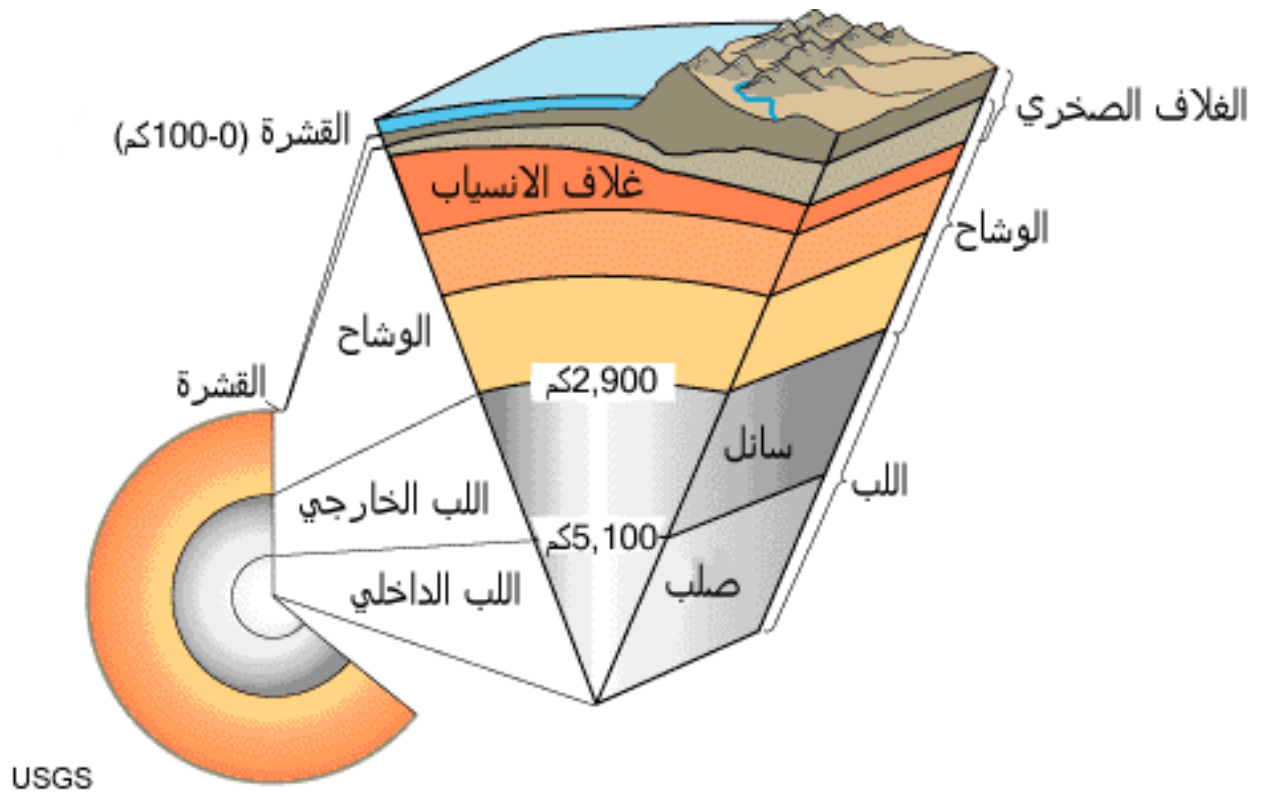 الغلاف الصخري
القشرة (0-100كم)
غلاف الانسياب
الوشاح
الوشاح
القشرة
2,900كم
سائل
اللب
اللب الخارجي
5,100كم
صلب
اللب الداخلي
USGS